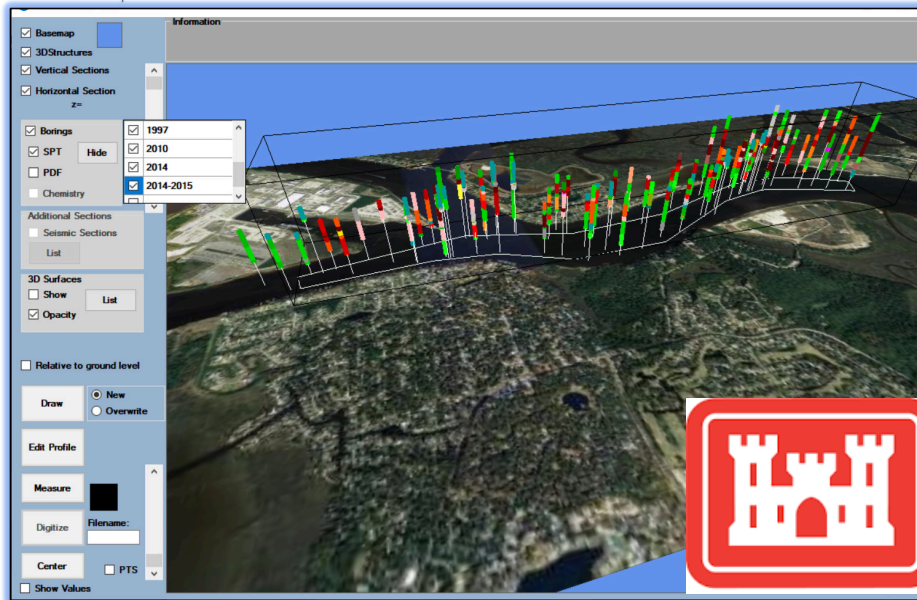 Information
Basemap
3DStructures
Vertical Sections
Horizontal Section
z=
Borings
SPT
Hide
PDF
Chemistry
1997
2010
2014
2014-2015
Additional Sections
Seismic Sections
List
3D Surfaces
Show
List
Opacity
Relative to ground level
Draw
New
Overwrite
Edit Profile
Measure
Digitize
Filename:
Center
PTS
Show Values